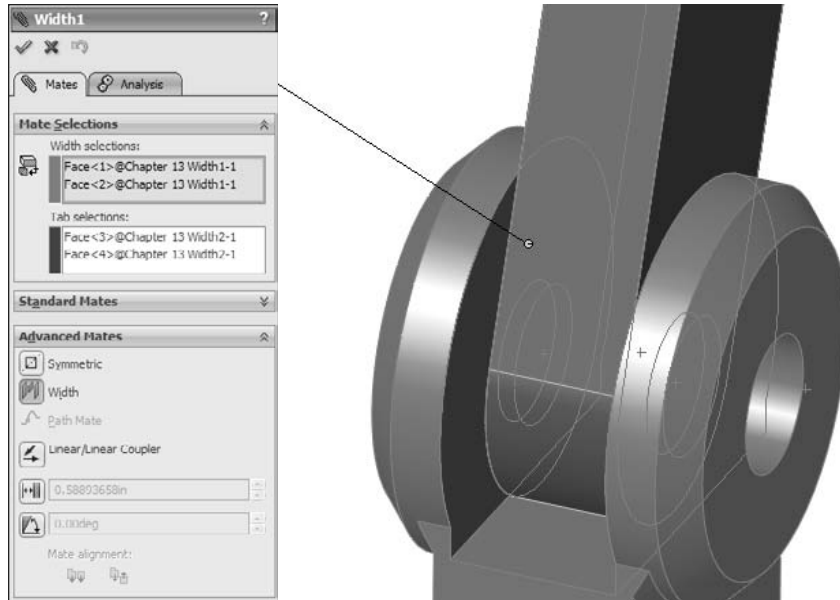 Width1
?
Mates
Analysis
Mate Selections
Width selections:
Face<1>@Chapter 13 Width1-1
Face<2>@Chapter 13 Width1-1
Tab selections:
Face<3>@Chapter 13 Width2-1
Face<4>@Chapter 13 Width2-1
Standard Mates
Advanced Mates
Symmetric
Width
Path Mate
Linear/Linear Coupler
0.58893658in
0.00deg
Mate alignment: